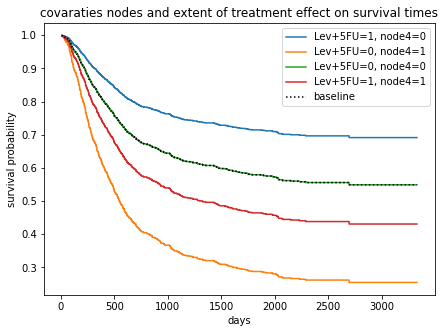 covaraties nodes and extent of treatment effect on survival times
1.0
0.9
0.8
0.7
0.6
0.5
0.4
0.3
survival probability
Lev+5FU=1, node4=0
Lev+5FU=0, node4=1
Lev+5FU=0, node4=0
Lev+5FU=1, node4=1
baseline
0 500 1000 1500 2000 2500 3000
days